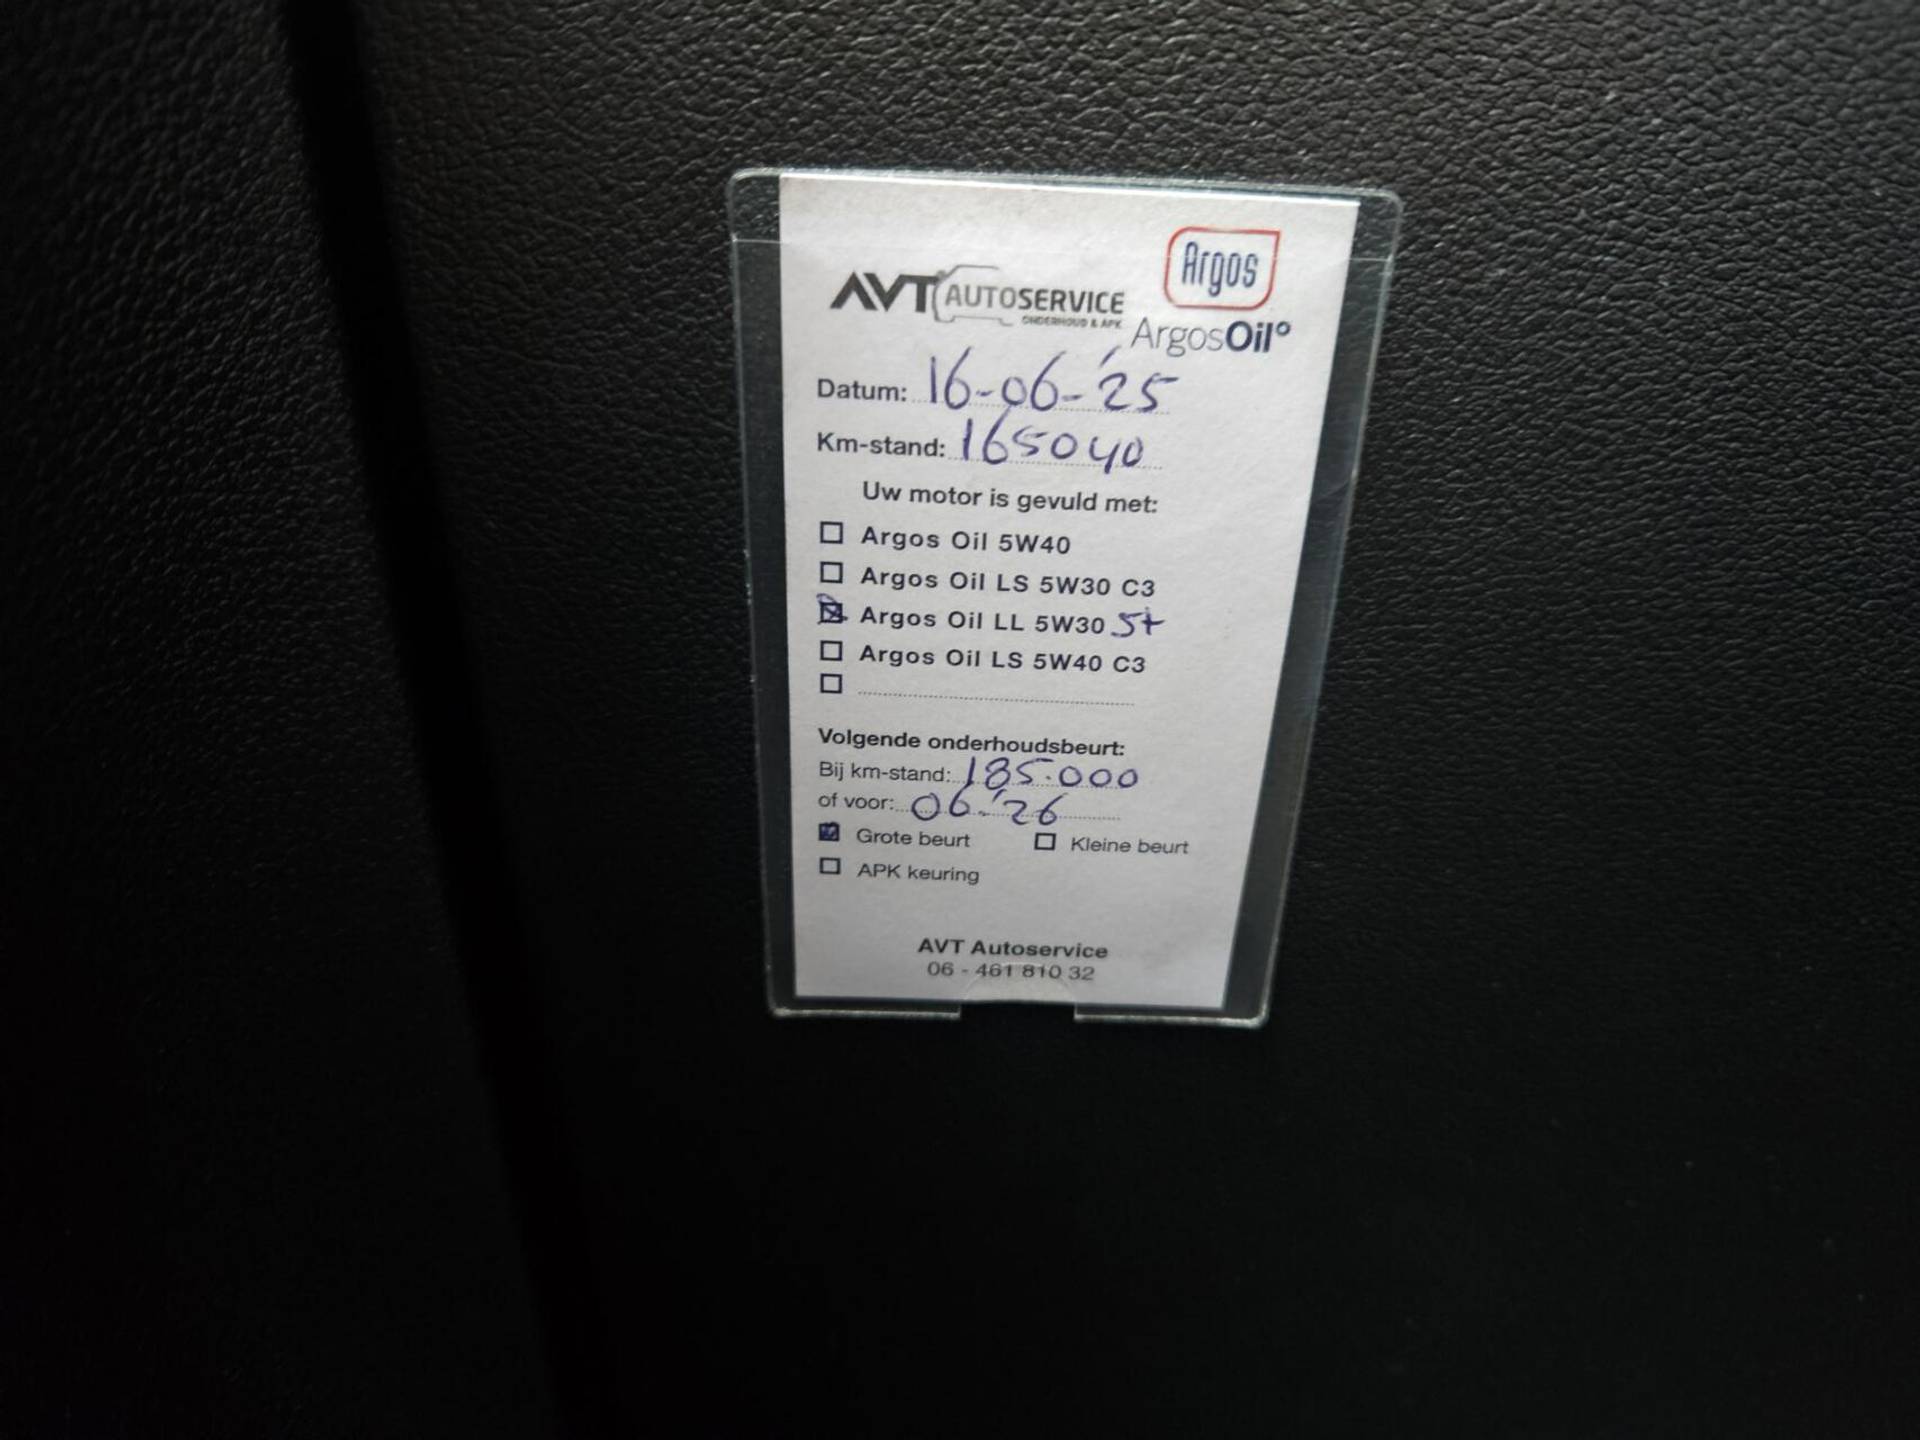 AVT AUTOSERVICE
ONDERHOUD & APK
Argos
ArgosOil°
Datum: 16-06-'25
Km-stand: 165040
Uw motor is gevuld met:
Argos Oil 5W40
Argos Oil LS 5W30 C3
Argos Oil LL 5W30 5+
Argos Oil LS 5W40 C3
Volgende onderhoudsbeurt:
Bij km-stand: 185.000
of voor: 06-'26
Grote beurt Kleine beurt
APK keuring
AVT Autoservice
06 - 461 810 32